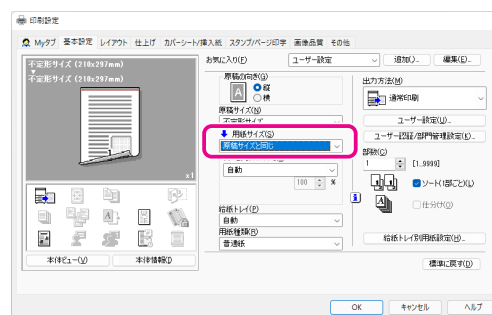 印刷設定
Myタブ 基本設定 レイアウト 仕上げ カバーシート/挿入紙 スタンプ/ページ印字 画像品質 その他
不定形サイズ (210x297mm)
不定形サイズ (210x297mm)
x1
本体ビュー(V)
本体情報(I)
お気に入り(F)
ユーザー設定
追加()...
編集(E)...
原稿の向き(G)
A
縦
横
原稿サイズ(N)
不定形サイズ
用紙サイズ(S)
原稿サイズと同じ
自動
100 %
給紙トレイ(P)
自動
用紙種類(R)
普通紙
出力方法(M)
通常印刷
ユーザー設定(U)...
ユーザー認証/部門管理設定(K)...
部数(C)
1 [1..9999]
ソート(1部ごと)(L)
仕分け(O)
給紙トレイ別用紙設定(H)...
標準に戻す(D)
OK キャンセル ヘルプ